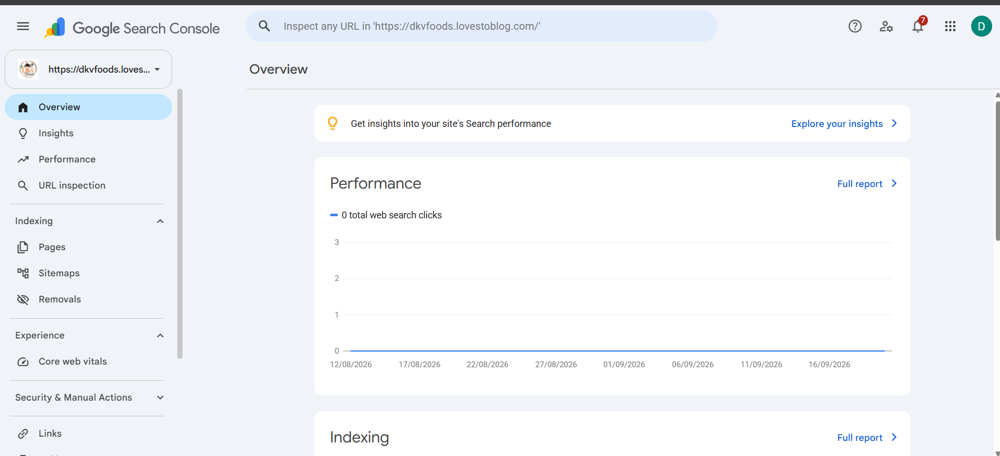 Google Search Console
Inspect any URL in 'https://dkvfoods.lovestoblog.com/'
7
D
DKV
Foods
https://dkvfoods.loves...
Overview
Insights
Performance
URL inspection
Indexing
Pages
Sitemaps
Removals
Experience
Core web vitals
Security & Manual Actions
Links
Overview
Get insights into your site's Search performance
Explore your insights
Performance
Full report
0 total web search clicks
3
2
1
0
12/08/2026 17/08/2026 22/08/2026 27/08/2026 01/09/2026 06/09/2026 11/09/2026 16/09/2026
Indexing
Full report